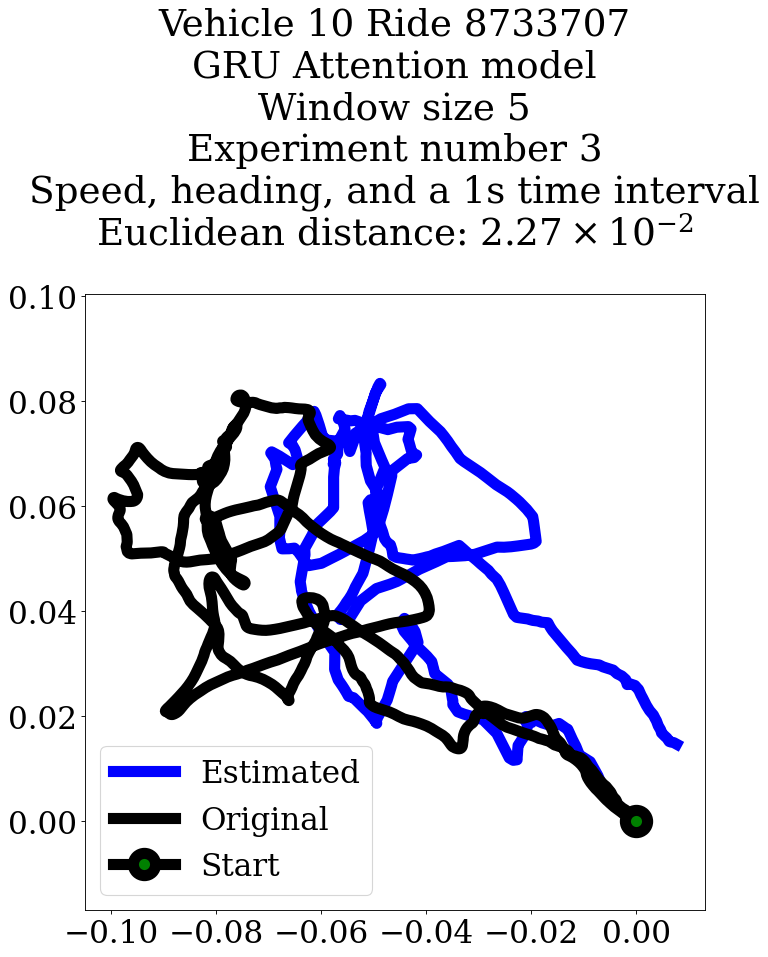 Vehicle 10 Ride 8733707
GRU Attention model
Window size 5
Experiment number 3
Speed, heading, and a 1s time interval
Euclidean distance: 2.27 × 10⁻²
0.10
0.08
0.06
0.04
0.02
0.00
Estimated
Original
Start
−0.10 −0.08 −0.06 −0.04 −0.02 0.00